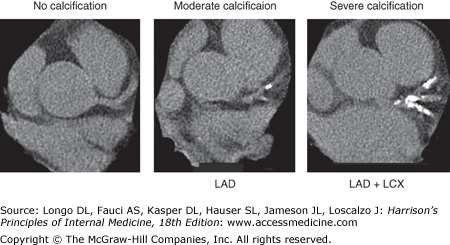 No calcification
Moderate calcificaion
Severe calcification
LAD
LAD + LCX
Source: Longo DL, Fauci AS, Kasper DL, Hauser SL, Jameson JL, Loscalzo J: Harrison's
Principles of Internal Medicine, 18th Edition: www.accessmedicine.com
Copyright © The McGraw-Hill Companies, Inc. All rights reserved.